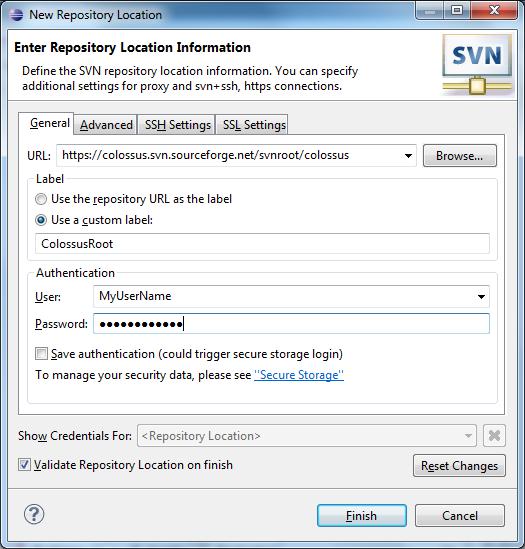 New Repository Location
Enter Repository Location Information
Define the SVN repository location information. You can specify
additional settings for proxy and svn+ssh, https connections.
SVN
General Advanced SSH Settings SSL Settings
URL: https://colossus.svn.sourceforge.net/svnroot/colossus Browse...
Label
Use the repository URL as the label
Use a custom label:
ColossusRoot
Authentication
User: MyUserName
Password: ●●●●●●●●●●●●
Save authentication (could trigger secure storage login)
To manage your security data, please see "Secure Storage"
Show Credentials For: <Repository Location>
Validate Repository Location on finish Reset Changes
? Finish Cancel